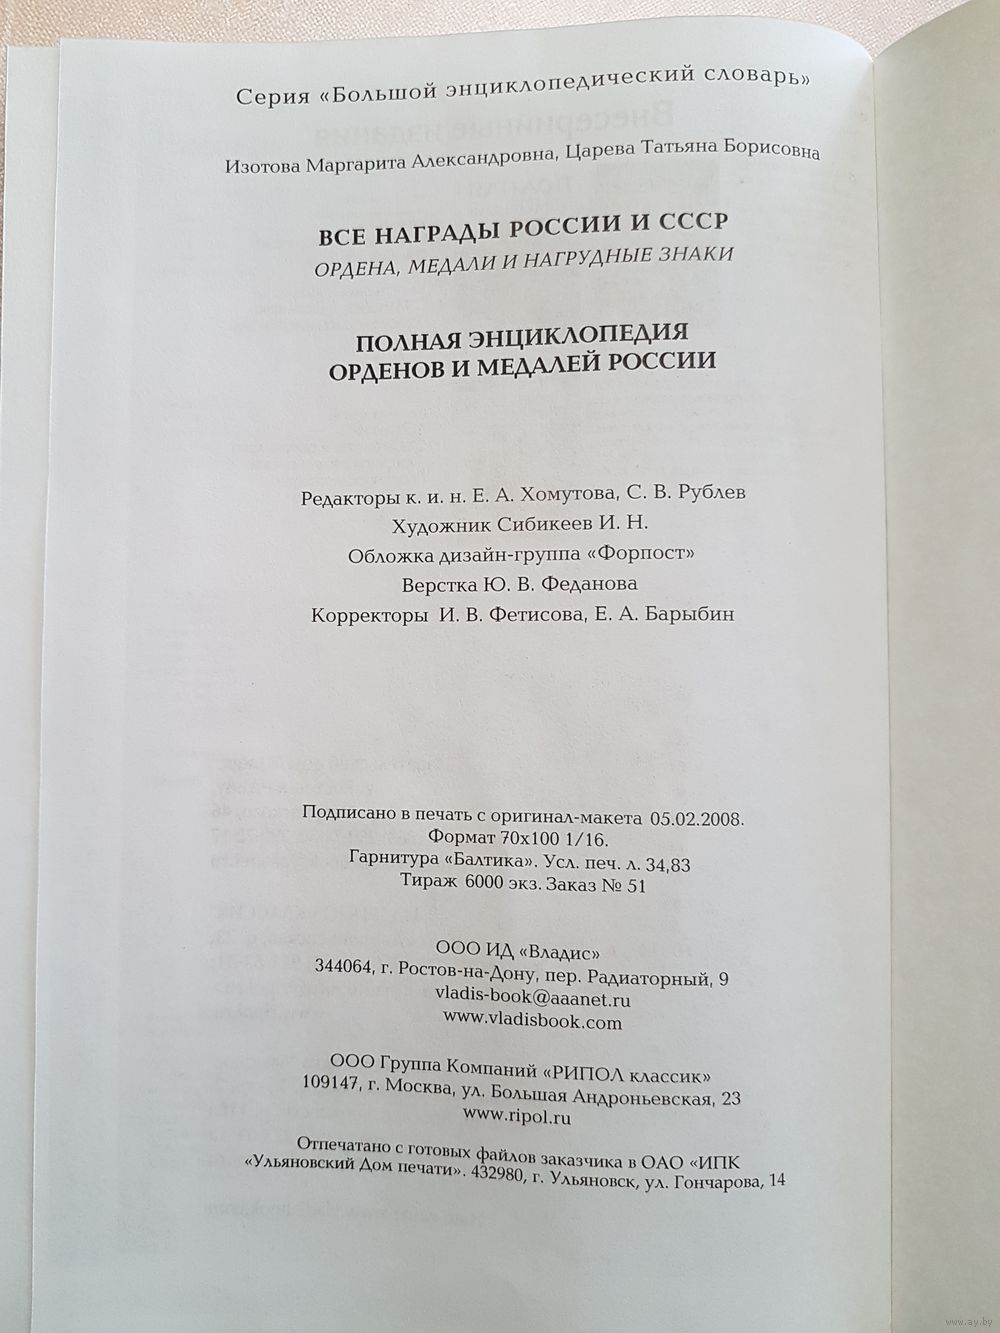 Серия «Большой энциклопедический словарь»
Изотова Маргарита Александровна, Царева Татьяна Борисовна
ВСЕ НАГРАДЫ РОССИИ И СССР
ОРДЕНА, МЕДАЛИ И НАГРУДНЫЕ ЗНАКИ
ПОЛНАЯ ЭНЦИКЛОПЕДИЯ
ОРДЕНОВ И МЕДАЛЕЙ РОССИИ
Редакторы к. и. н. Е. А. Хомутова, С. В. Рублев
Художник Сибикеев И. Н.
Обложка дизайн-группа «Форпост»
Верстка Ю. В. Феданова
Корректоры И. В. Фетисова, Е. А. Барыбин
Подписано в печать с оригинал-макета 05.02.2008.
Формат 70х100 1/16.
Гарнитура «Балтика». Усл. печ. л. 34,83
Тираж 6000 экз. Заказ № 51
ООО ИД «Владис»
344064, г. Ростов-на-Дону, пер. Радиаторный, 9
vladis-book@aaanet.ru
www.vladisbook.com
ООО Группа Компаний «РИПОЛ классик»
109147, г. Москва, ул. Большая Андроньевская, 23
www.ripol.ru
Отпечатано с готовых файлов заказчика в ОАО «ИПК
«Ульяновский Дом печати». 432980, г. Ульяновск, ул. Гончарова, 14
www.ay.by